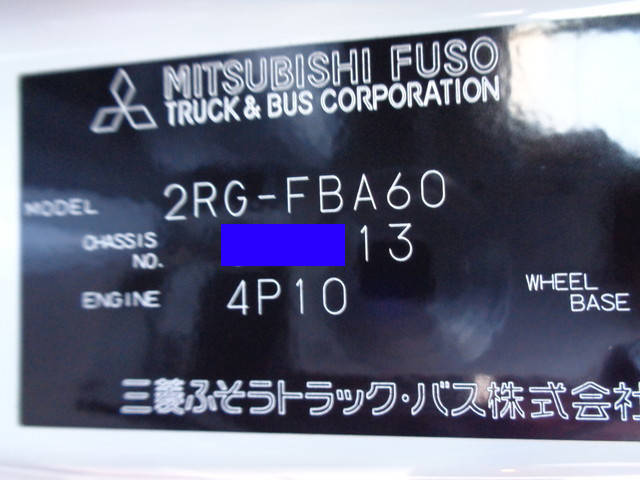 MITSUBISHI FUSO
TRUCK & BUS CORPORATION
MODEL 2RG-FBA60
CHASSIS NO. 13
ENGINE 4P10
WHEEL BASE
三菱ふそうトラック・バス株式会社